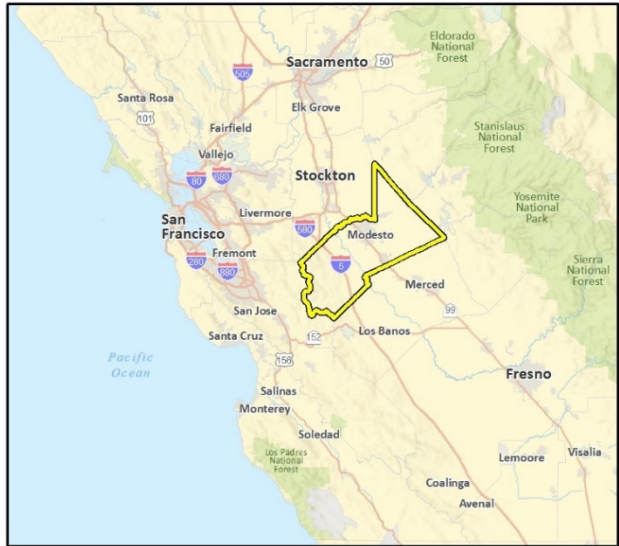 Eldorado
National
Forest
Sacramento
50
505
Santa Rosa
101
Elk Grove
Stanislaus
National
Forest
Fairfield
Vallejo
80
680
Stockton
Yosemite
National
Park
San
Francisco
Livermore
580
Modesto
Fremont
5
Sierra
National
Forest
280
880
Merced
99
San Jose
Santa Cruz
152
Los Banos
156
Pacific
Ocean
Fresno
Salinas
Monterey
Soledad
Los Padres
National
Forest
Lemoore
Visalia
Coalinga
Avenal